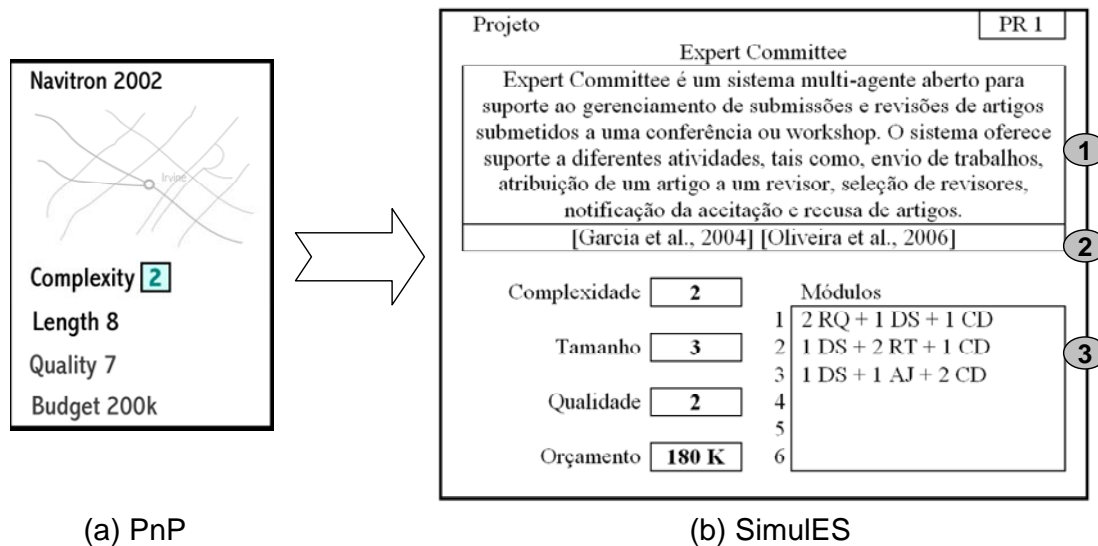 Navitron 2002
Irvine
Complexity 2
Length 8
Quality 7
Budget 200k
(a) PnP
Projeto PR 1
Expert Committee
Expert Committee é um sistema multi-agente aberto para
suporte ao gerenciamento de submissões e revisões de artigos
submetidos a uma conferência ou workshop. O sistema oferece
suporte a diferentes atividades, tais como, envio de trabalhos,
atribuição de um artigo a um revisor, seleção de revisores,
notificação da aceitação e recusa de artigos.
1
[Garcia et al., 2004] [Oliveira et al., 2006]
2
Complexidade 2
Tamanho 3
Qualidade 2
Orçamento 180 K
Módulos
1 2 RQ + 1 DS + 1 CD
2 1 DS + 2 RT + 1 CD
3 1 DS + 1 AJ + 2 CD
4
5
6
3
(b) SimulES